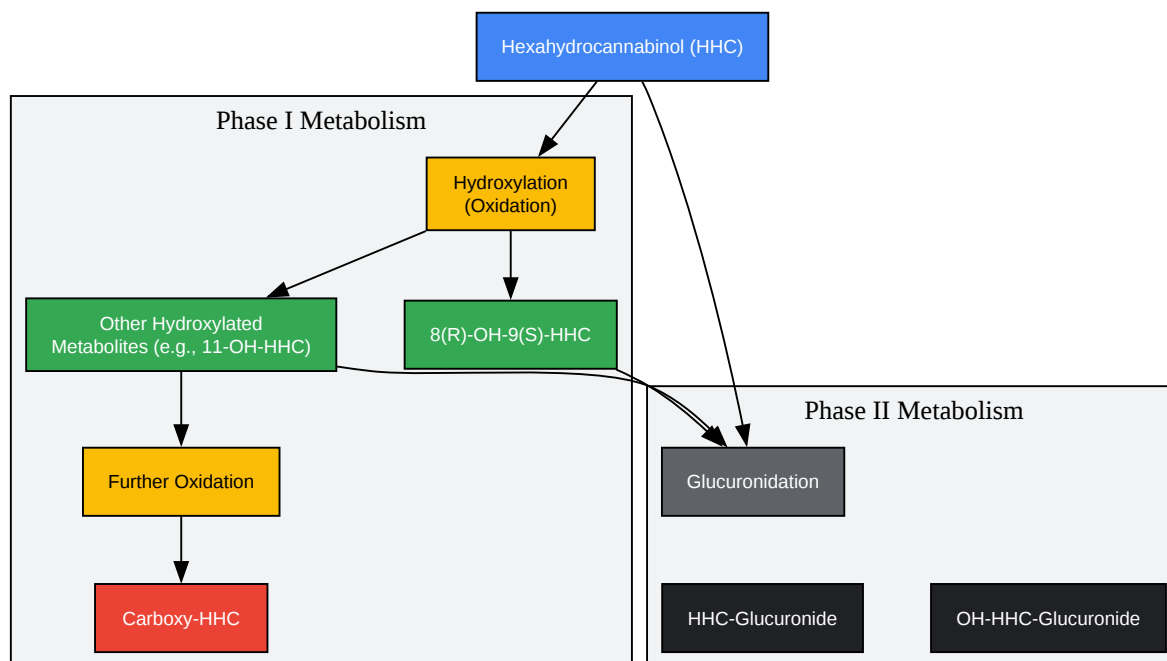 Hexahydrocannabinol (HHC)
Phase I Metabolism
Hydroxylation
(Oxidation)
Other Hydroxylated
Metabolites (e.g., 11-OH-HHC)
8(R)-OH-9(S)-HHC
Phase II Metabolism
Further Oxidation
Glucuronidation
Carboxy-HHC
HHC-Glucuronide
OH-HHC-Glucuronide